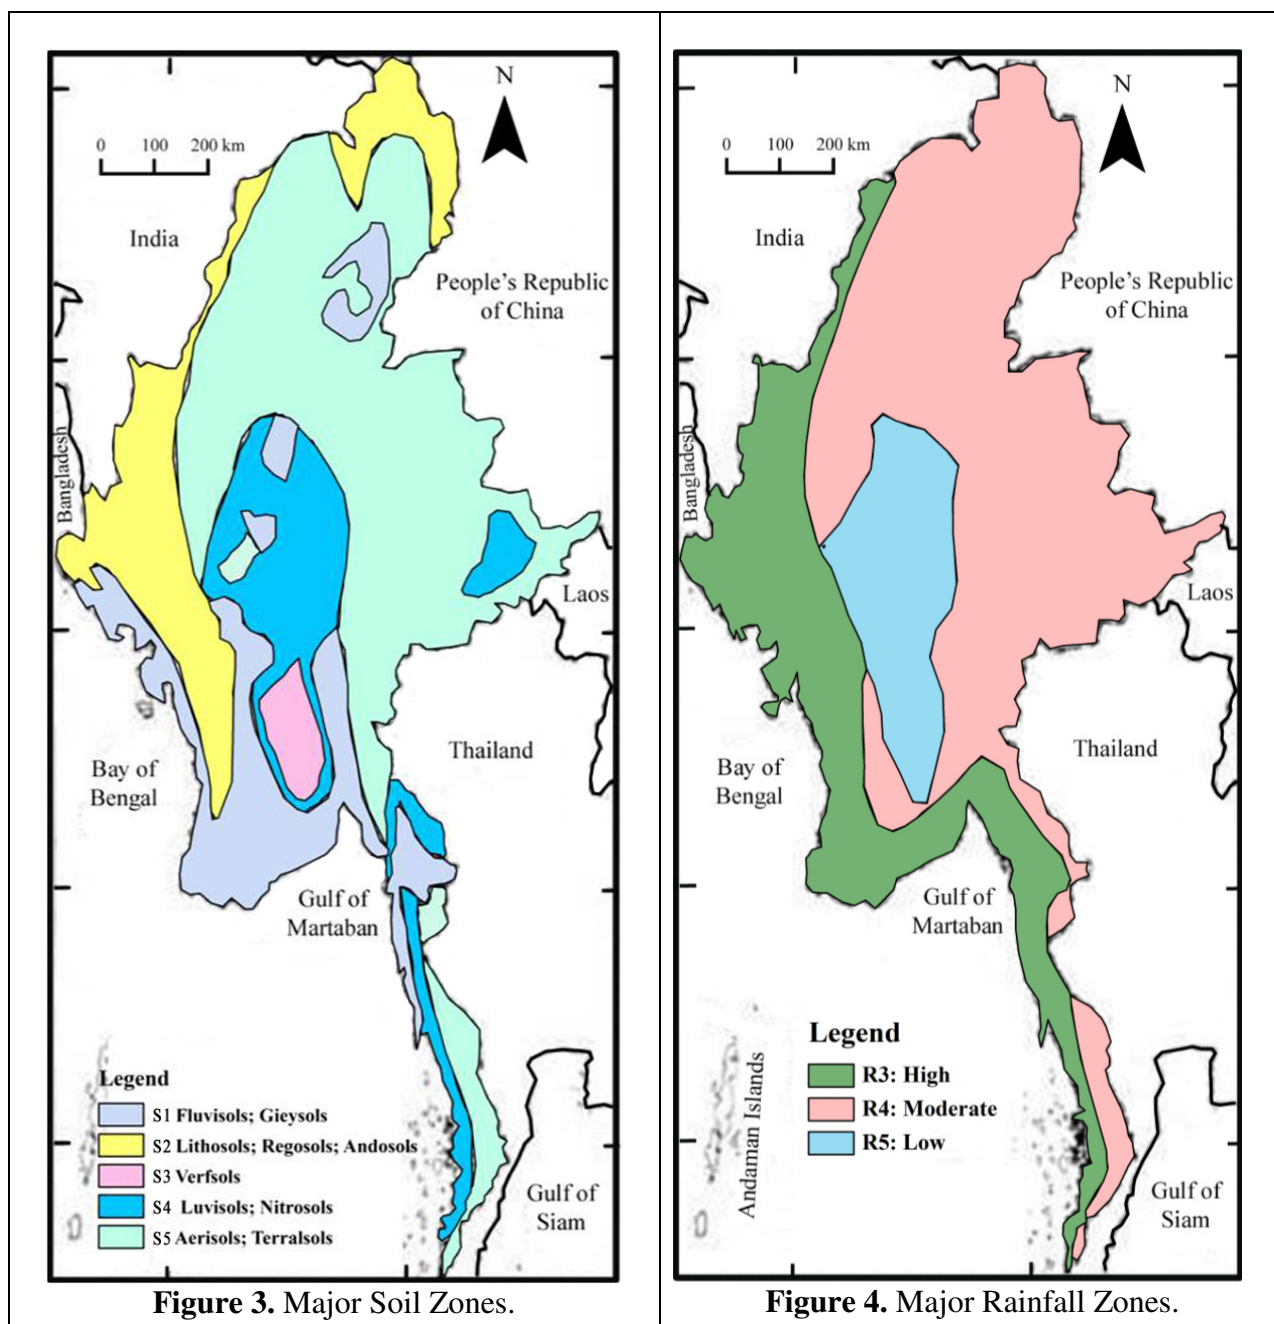 N
0 100 200 km
India
People's Republic
of China
Bangladesh
Laos
Thailand
Bay of
Bengal
Gulf of
Martaban
Legend
S1 Fluvisols; Gieysols
S2 Lithosols; Regosols; Andosols
S3 Verfsols
S4 Luvisols; Nitrosols
S5 Aerisols; Terralsols
Gulf of
Siam
Figure 3. Major Soil Zones.
N
0 100 200 km
India
People's Republic
of China
Bangladesh
Laos
Thailand
Bay of
Bengal
Gulf of
Martaban
Andaman Islands
Legend
R3: High
R4: Moderate
R5: Low
Gulf of
Siam
Figure 4. Major Rainfall Zones.